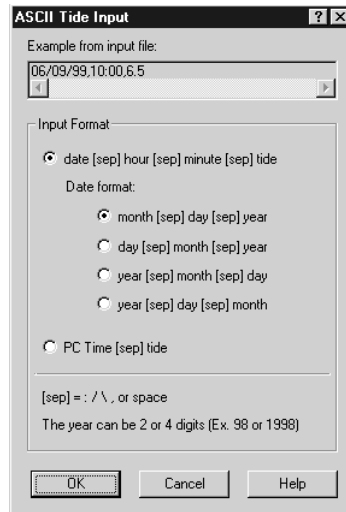 ASCII Tide Input
Example from input file:
06/09/99,10:00,6.5
Input Format
date [sep] hour [sep] minute [sep] tide
Date format:
month [sep] day [sep] year
day [sep] month [sep] year
year [sep] month [sep] day
year [sep] day [sep] month
PC Time [sep] tide
[sep] = : / \ , or space
The year can be 2 or 4 digits (Ex. 98 or 1998)
OK Cancel Help